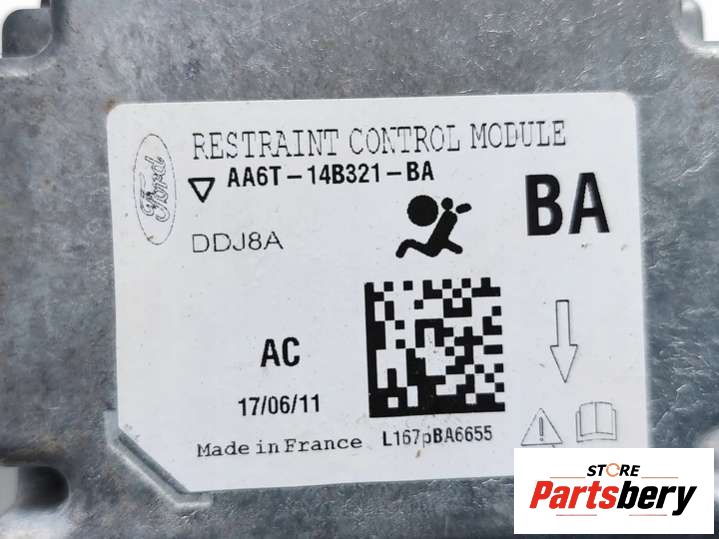 Ford
RESTRAINT CONTROL MODULE
AA6T-14B321-BA
BA
DDJ8A
AC
17/06/11
Made in France
L167pBA6655
STORE
Partsbery